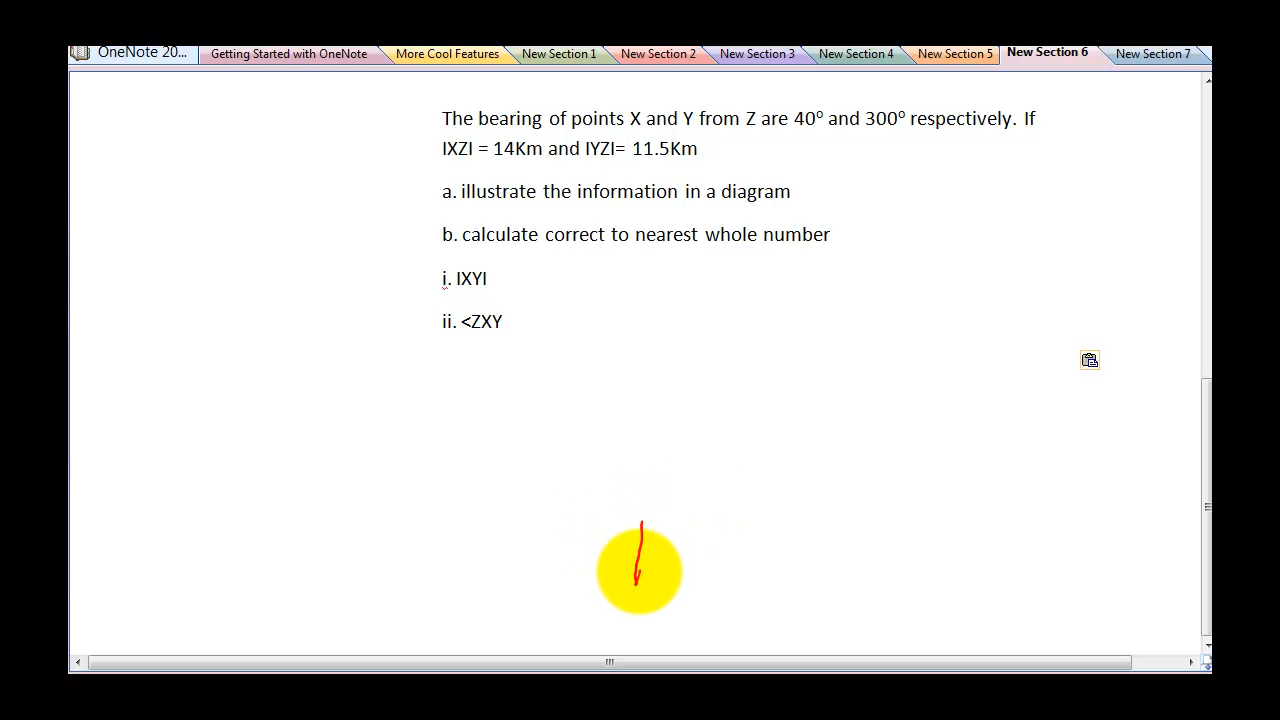 OneNote 20...
Getting Started with OneNote
More Cool Features
New Section 1
New Section 2
New Section 3
New Section 4
New Section 5
New Section 6
New Section 7
The bearing of points X and Y from Z are 40º and 300º respectively. If
IXZI = 14Km and IYZI= 11.5Km
a. illustrate the information in a diagram
b. calculate correct to nearest whole number
i. IXYI
ii. <ZXY